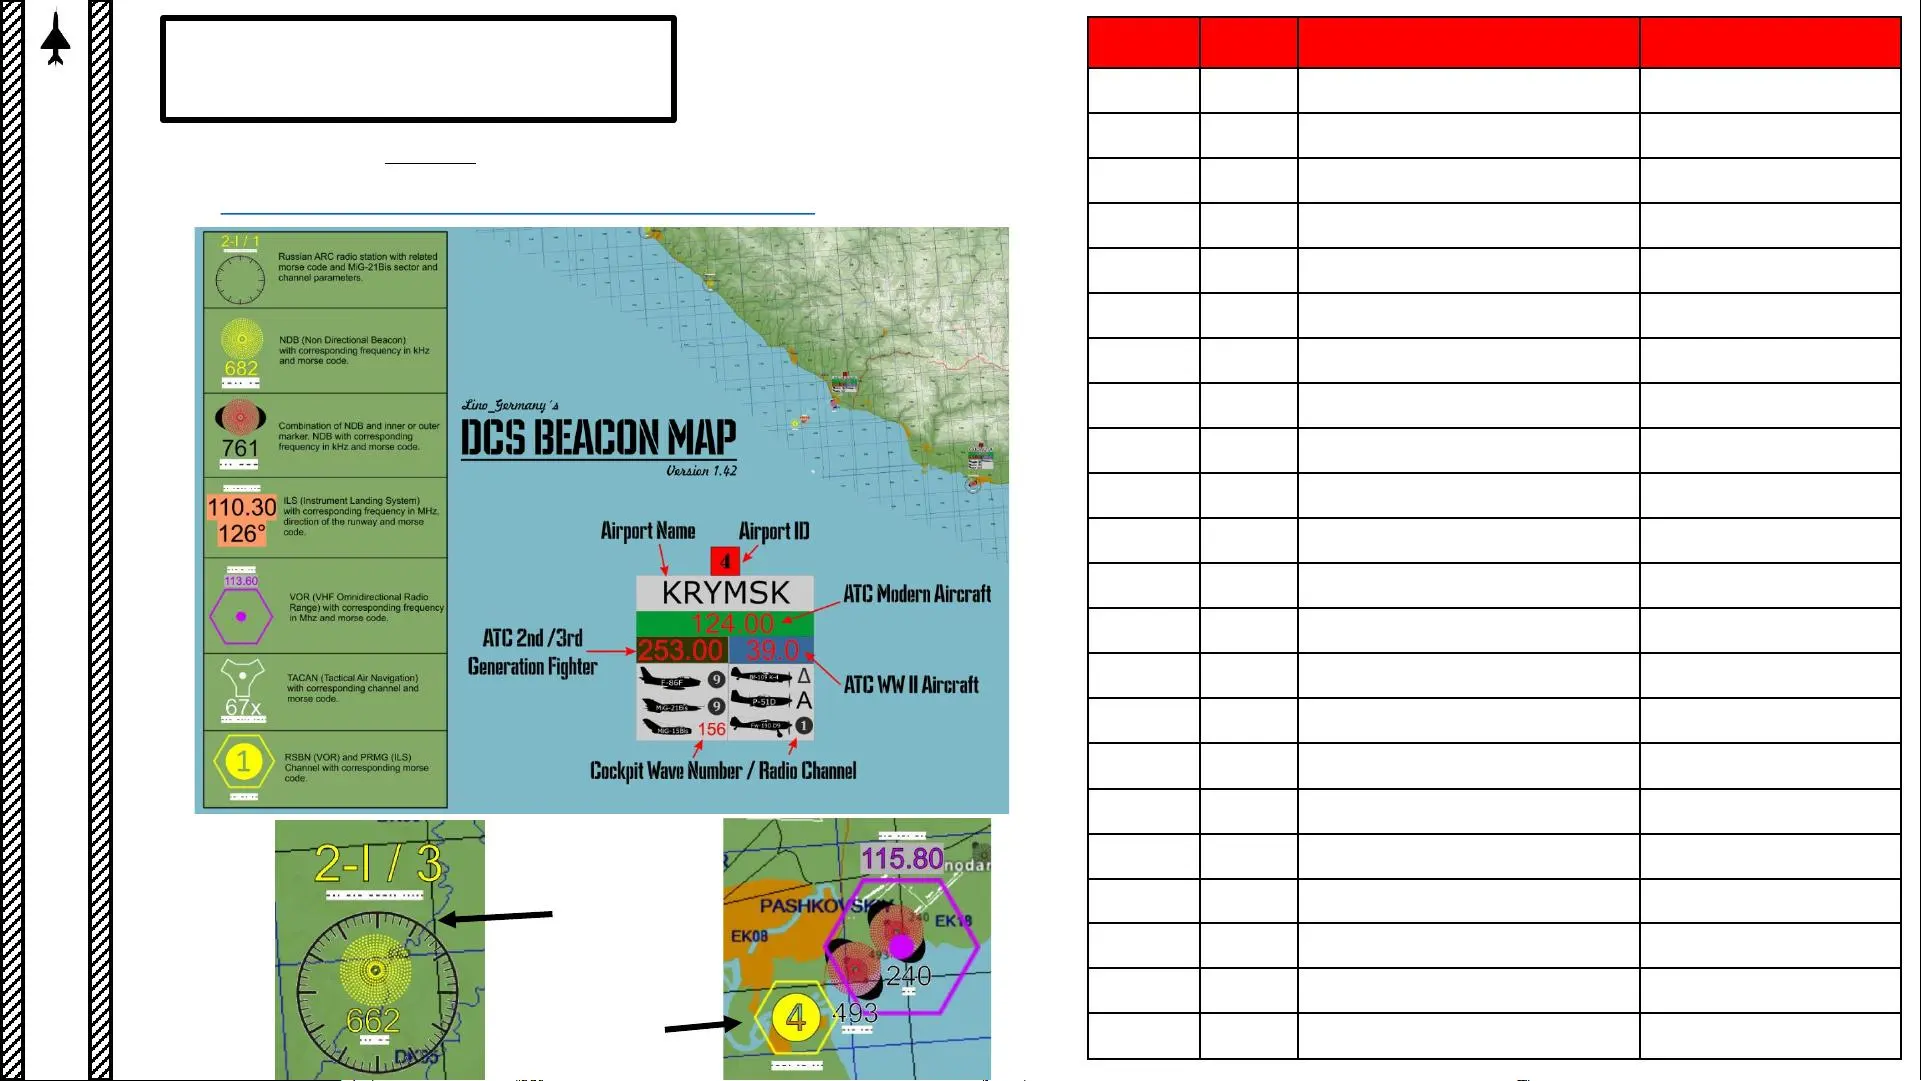 2-I / 1
Russian ARC radio station with related
morse code and MiG-21Bis sector and
channel parameters.
682
NDB (Non Directional Beacon)
with corresponding frequency in kHz
and morse code.
761
Combination of NDB and inner or outer
marker. NDB with corresponding
frequency in kHz and morse code.
110.30
126°
ILS (Instrument Landing System)
with corresponding frequency in MHz,
direction of the runway and morse
code.
113.60
VOR (VHF Omnidirectional Radio
Range) with corresponding frequency
in Mhz and morse code.
67x
TACAN (Tactical Air Navigation)
with corresponding channel and
morse code.
1
RSBN (VOR) and PRMG (ILS)
Channel with corresponding morse
code.
Lino_Germany´s
DCS BEACON MAP
Version 1.42
Airport Name
Airport ID
4
KRYMSK
124.00
253.00
39.0
ATC Modern Aircraft
ATC 2nd /3rd
Generation Fighter
ATC WW II Aircraft
F-86F
9
BF-109 K-4
Δ
MiG-21Bis
9
P-51D
A
MiG-15Bis
156
FW-190 D9
1
Cockpit Wave Number / Radio Channel
2-I / 3
662
115.80
nodar
PASHKOVSKIY
240
EK18
EK08
493
240
493
4